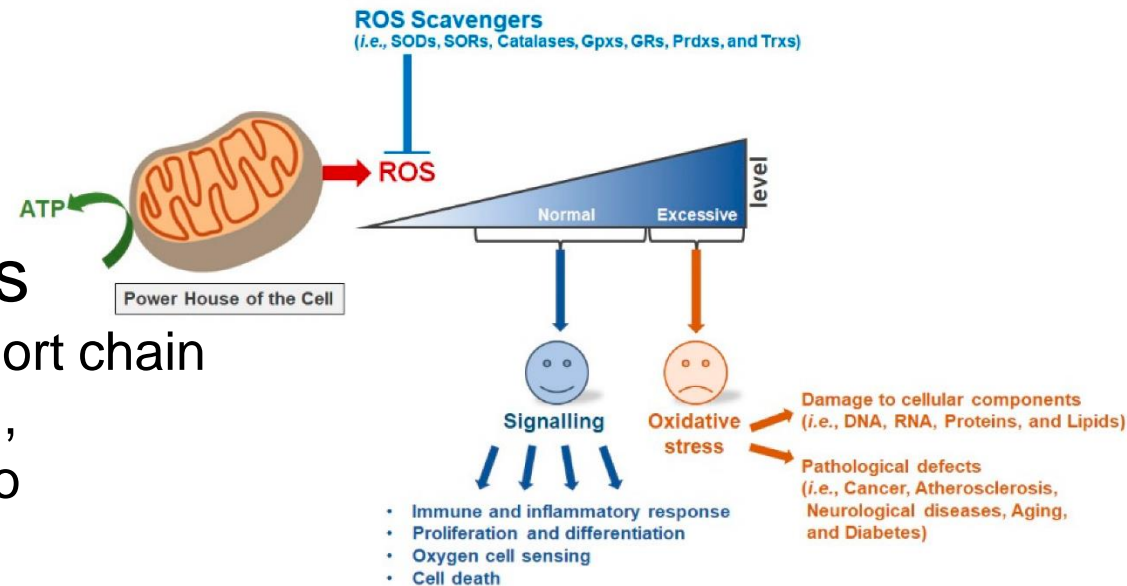 ROS Scavengers
(i.e., SODs, SORs, Catalases, Gpxs, GRs, Prdxs, and Trxs)
ROS
level
Normal
Excessive
ATP
Power House of the Cell
s
ort chain
,
o
Signalling
Oxidative
stress
Damage to cellular components
(i.e., DNA, RNA, Proteins, and Lipids)
Pathological defects
(i.e., Cancer, Atherosclerosis,
Neurological diseases, Aging,
and Diabetes)
• Immune and inflammatory response
• Proliferation and differentiation
• Oxygen cell sensing
• Cell death